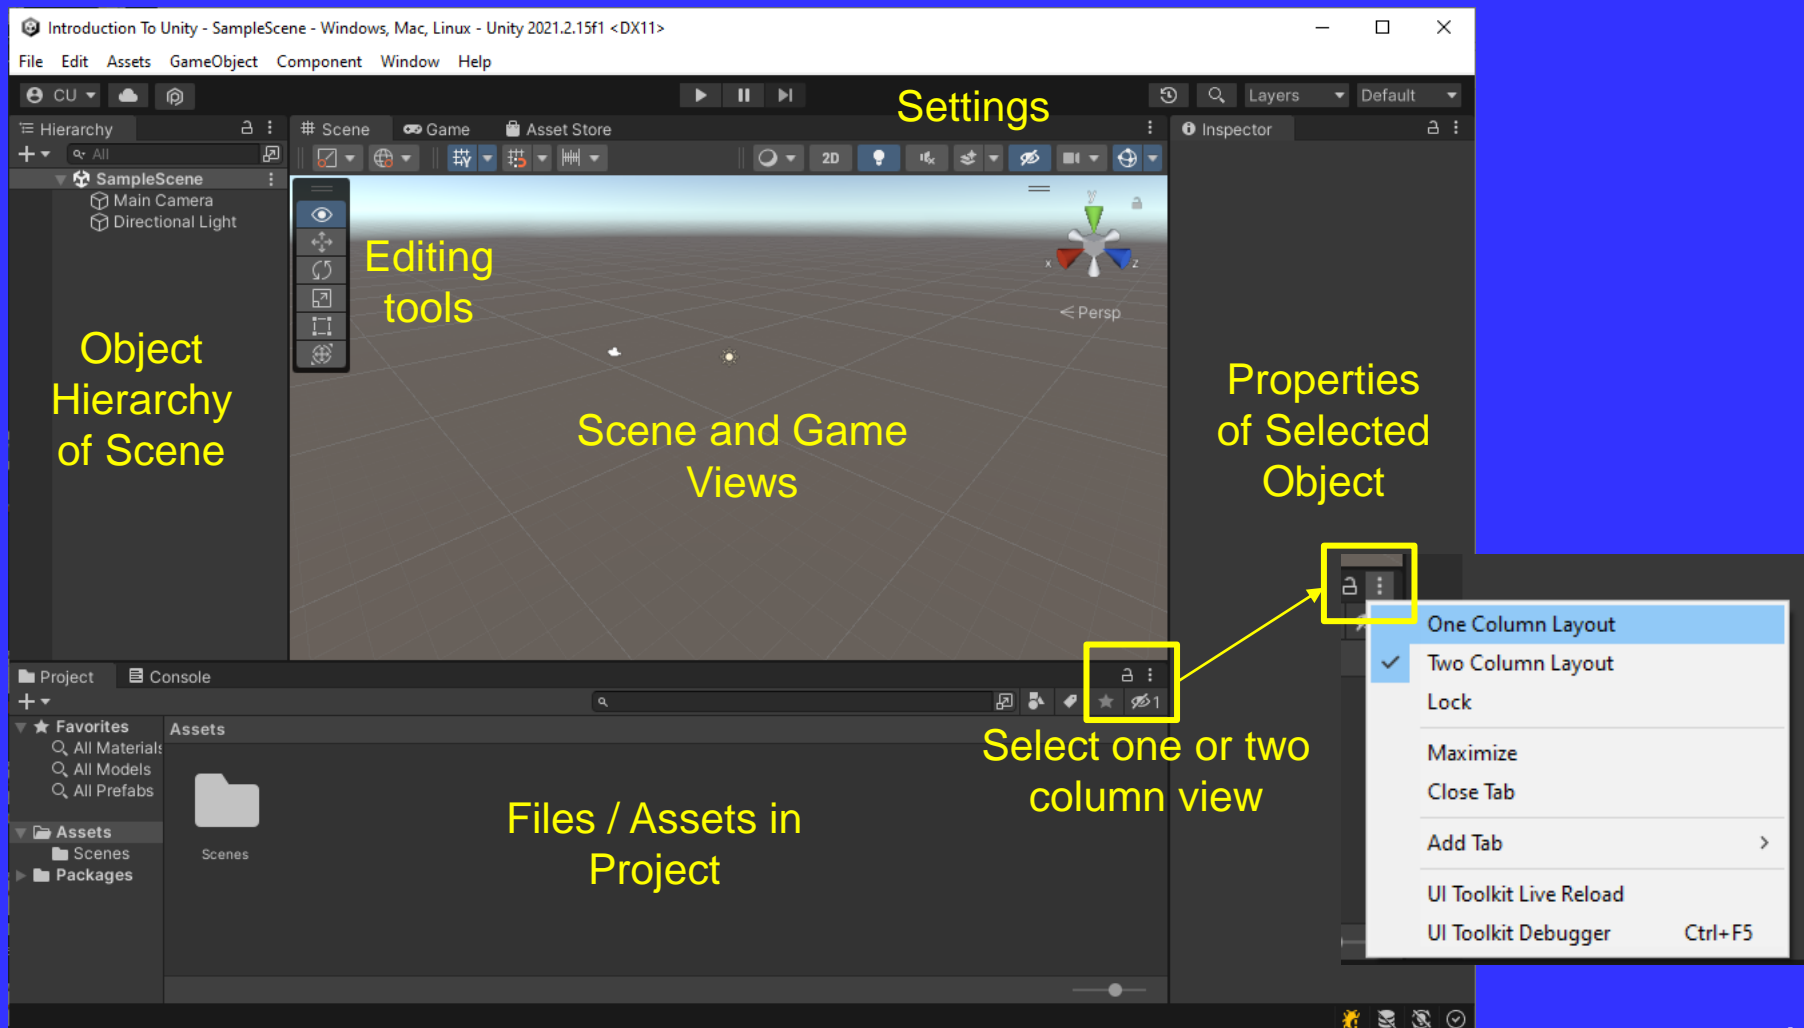 Introduction To Unity - SampleScene - Windows, Mac, Linux - Unity 2021.2.15f1 <DX11>
File Edit Assets GameObject Component Window Help
CU
Settings
Layers
Default
Hierarchy
Scene
Game
Asset Store
Inspector
All
2D
SampleScene
Main Camera
Directional Light
y
x
z
Persp
Editing
tools
Object
Hierarchy
of Scene
Scene and Game
Views
Properties
of Selected
Object
One Column Layout
Two Column Layout
Lock
Maximize
Close Tab
Add Tab
UI Toolkit Live Reload
UI Toolkit Debugger Ctrl+F5
Project
Console
1
Favorites
All Materials
All Models
All Prefabs
Assets
Scenes
Packages
Assets
Scenes
Select one or two
column view
Files / Assets in
Project